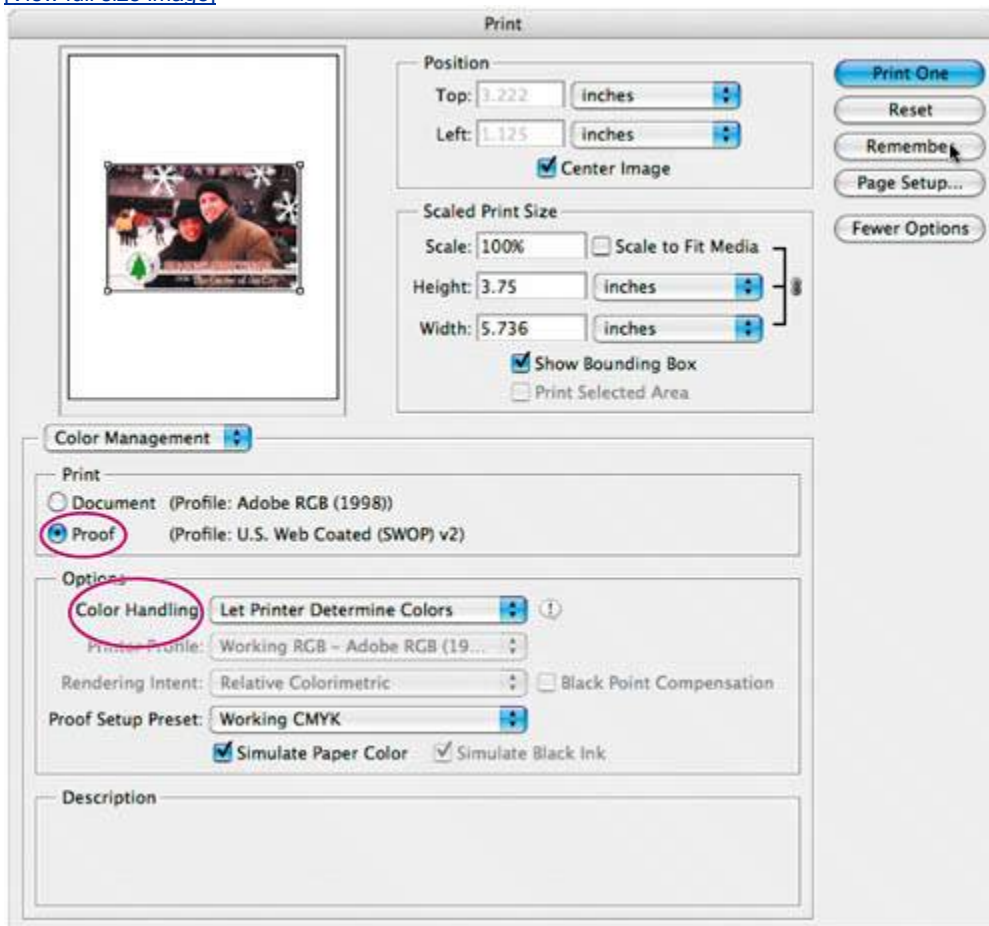 [View full size image]
Print
Position
Top: 3.222 inches
Left: 1.125 inches
Center Image
Scaled Print Size
Scale: 100% Scale to Fit Media
Height: 3.75 inches
Width: 5.736 inches
Show Bounding Box
Print Selected Area
Print One
Reset
Remember
Page Setup...
Fewer Options
Color Management
Print
Document (Profile: Adobe RGB (1998))
Proof (Profile: U.S. Web Coated (SWOP) v2)
Options
Color Handling Let Printer Determine Colors
Printer Profile: Working RGB - Adobe RGB (19...
Rendering Intent: Relative Colorimetric Black Point Compensation
Proof Setup Preset: Working CMYK
Simulate Paper Color Simulate Black Ink
Description